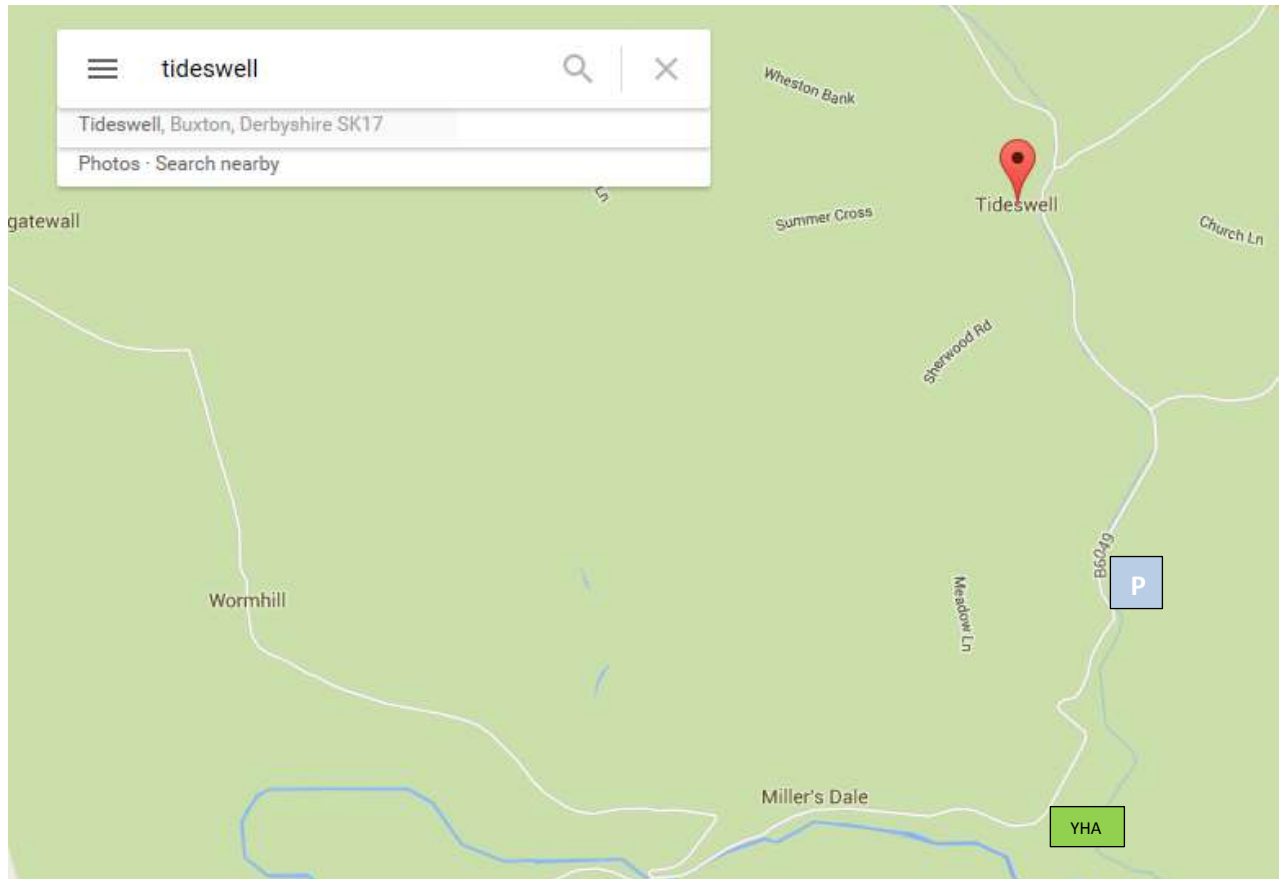 tideswell
Tideswell, Buxton, Derbyshire SK17
Photos · Search nearby
Wheston Bank
Ln
gatewall
Summer Cross
Tideswell
Church Ln
Sherwood Rd
B6049
P
Wormhill
Meadow Ln
Miller's Dale
YHA